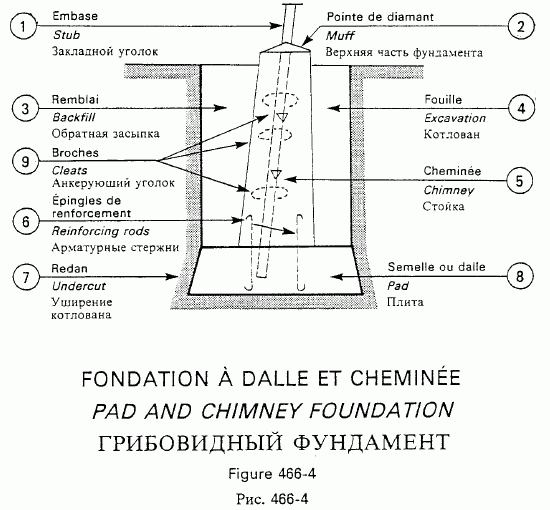 1
Embase
Stub
Закладной уголок
Pointe de diamant
Muff
Верхняя часть фундамента
2
3
Remblai
Backfill
Обратная засыпка
Fouille
Excavation
Котлован
4
9
Broches
Cleats
Анкерующий уголок
Cheminée
Chimney
Стойка
5
6
Épingles de
renforcement
Reinforcing rods
Арматурные стержни
7
Redan
Undercut
Уширение
котлована
Semelle ou dalle
Pad
Плита
8
FONDATION À DALLE ET CHEMINÉE
PAD AND CHIMNEY FOUNDATION
ГРИБОВИДНЫЙ ФУНДАМЕНТ
Figure 466-4
Рис. 466-4